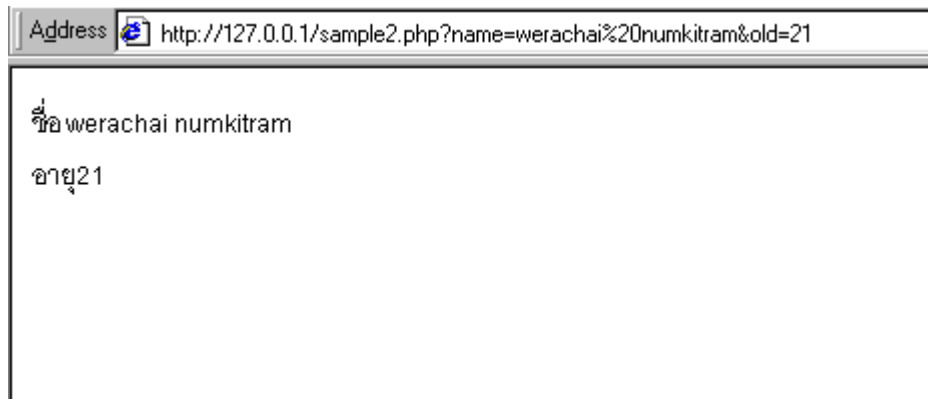 Address http://127.0.0.1/sample2.php?name=werachai%20numkitram&old=21
ชื่อ werachai numkitram
อายุ21